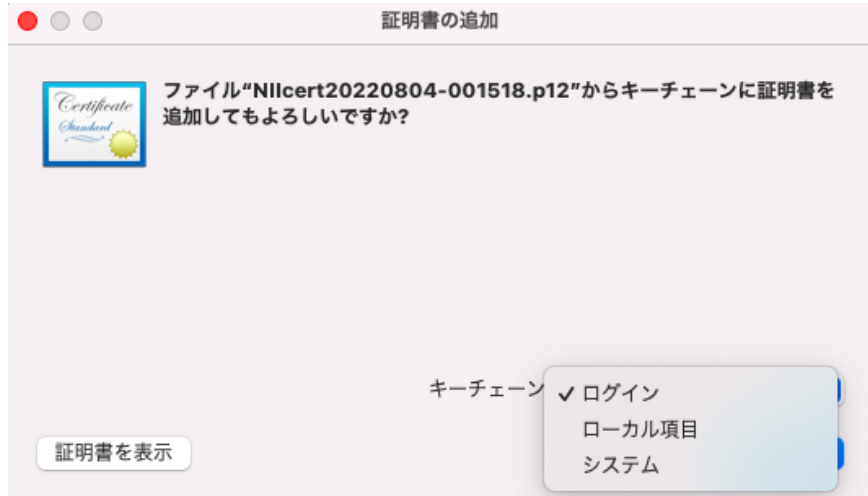 証明書の追加
Certificate
Standard
ファイル“NIIcert20220804-001518.p12”からキーチェーンに証明書を
追加してもよろしいですか?
キーチェーン
✓ ログイン
ローカル項目
システム
証明書を表示